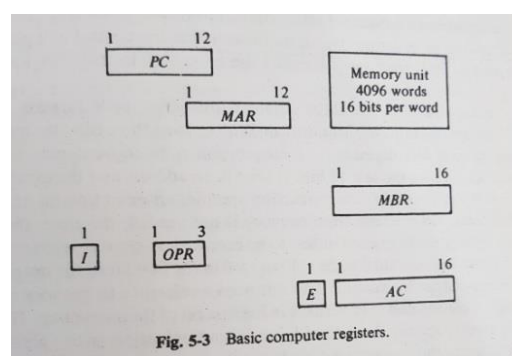 1 12
PC
1 12
MAR
Memory unit
4096 words
16 bits per word
1 16
MBR
1
I
1 3
OPR
1
E
1 16
AC
Fig. 5-3 Basic computer registers.